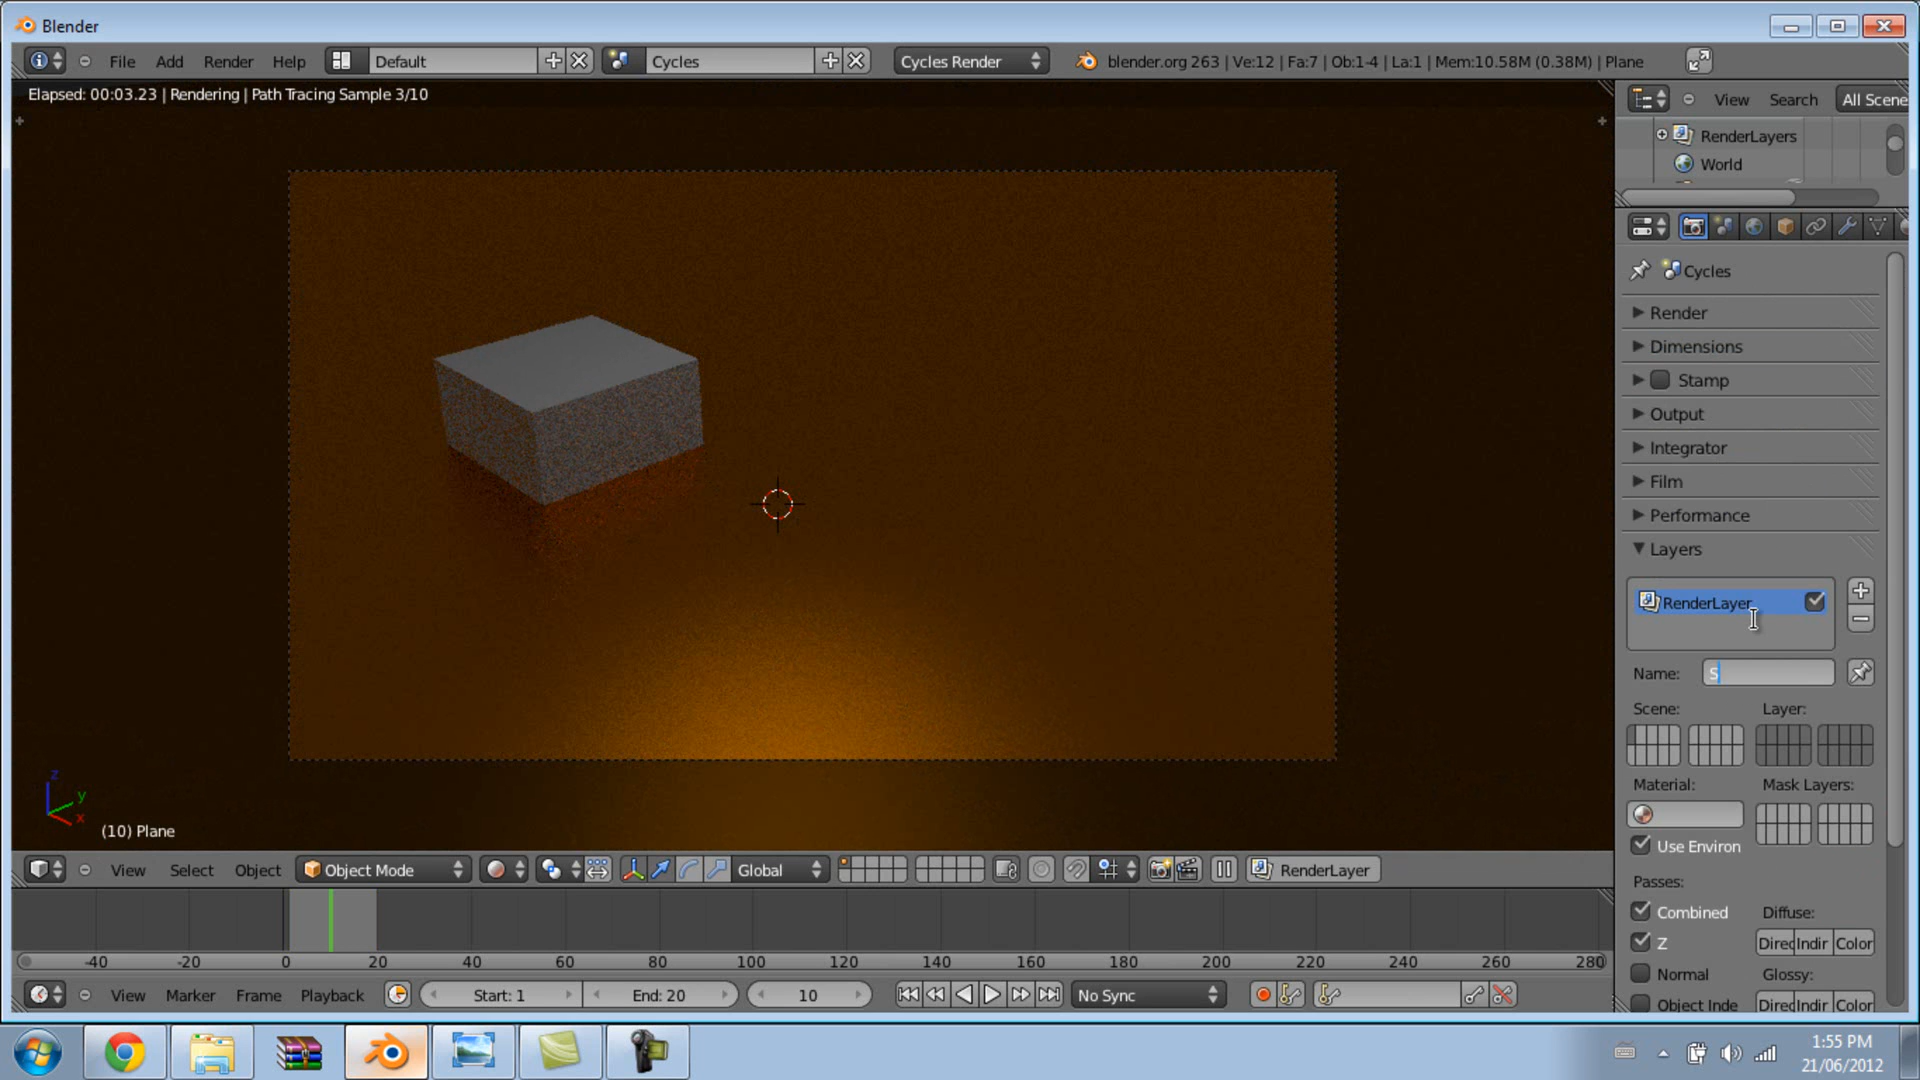 Blender
File Add Render Help Default Cycles Cycles Render blender.org 263 | Ve:12 | Fa:7 | Ob:1-4 | La:1 | Mem:10.58M (0.38M) | Plane
Elapsed: 00:03.23 | Rendering | Path Tracing Sample 3/10
View Search All Scene
RenderLayers
World
Cycles
Render
Dimensions
Stamp
Output
Integrator
Film
Performance
Layers
RenderLayer
Name: S
Scene: Layer:
Material: Mask Layers:
Use Environ
Passes:
Combined Diffuse:
Z Direc Indir Color
Normal Glossy:
Object Inde Direc Indir Color
z
y
x
(10) Plane
View Select Object Object Mode Global RenderLayer
-40 -20 0 20 40 60 80 100 120 140 160 180 200 220 240 260 280
View Marker Frame Playback Start: 1 End: 20 10 No Sync
1:55 PM
21/06/2012